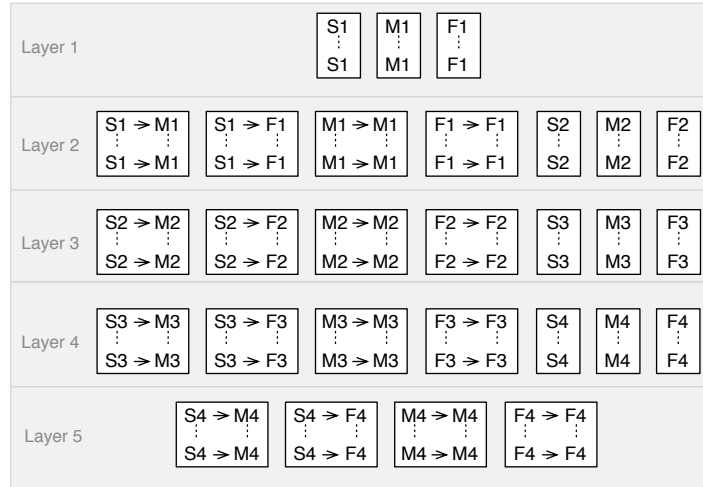 Layer 1
S1 M1 F1
S1 M1 F1
Layer 2
S1 → M1 S1 → F1 M1 → M1 F1 → F1 S2 M2 F2
S1 → M1 S1 → F1 M1 → M1 F1 → F1 S2 M2 F2
Layer 3
S2 → M2 S2 → F2 M2 → M2 F2 → F2 S3 M3 F3
S2 → M2 S2 → F2 M2 → M2 F2 → F2 S3 M3 F3
Layer 4
S3 → M3 S3 → F3 M3 → M3 F3 → F3 S4 M4 F4
S3 → M3 S3 → F3 M3 → M3 F3 → F3 S4 M4 F4
Layer 5
S4 → M4 S4 → F4 M4 → M4 F4 → F4
S4 → M4 S4 → F4 M4 → M4 F4 → F4